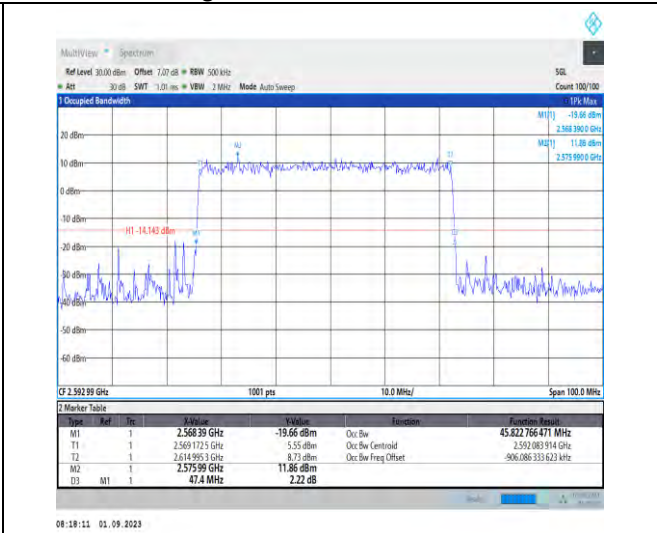 MultiView Spectrum
Ref Level 30.00 dBm Offset 7.07 dB RBW 500 kHz SGL
Att 30 dB SWT 1.01 ms VBW 2 MHz Mode Auto Sweep Count 100/100
1 Occupied Bandwidth 1Pk Max
M1[1] -19.66 dBm
2.568 390 0 GHz
M2[1] 11.86 dBm
2.575 990 0 GHz
20 dBm
M2
10 dBm
0 dBm
-10 dBm
H1 -14.143 dBm
M1
-20 dBm
-30 dBm
-40 dBm
-50 dBm
-60 dBm
CF 2.592 99 GHz 1001 pts 10.0 MHz/ Span 100.0 MHz
2 Marker Table
Type Ref Trc X-Value Y-Value Function Function Result
M1 1 2.568 39 GHz -19.66 dBm Occ Bw 45.822 766 471 MHz
T1 1 2.569 172 5 GHz 5.55 dBm Occ Bw Centroid 2.592 083 914 GHz
T2 1 2.614 995 3 GHz 8.73 dBm Occ Bw Freq Offset -906.086 333 623 kHz
M2 1 2.575 99 GHz 11.86 dBm
D3 M1 1 47.4 MHz 2.22 dB
08:18:11 01.09.2023